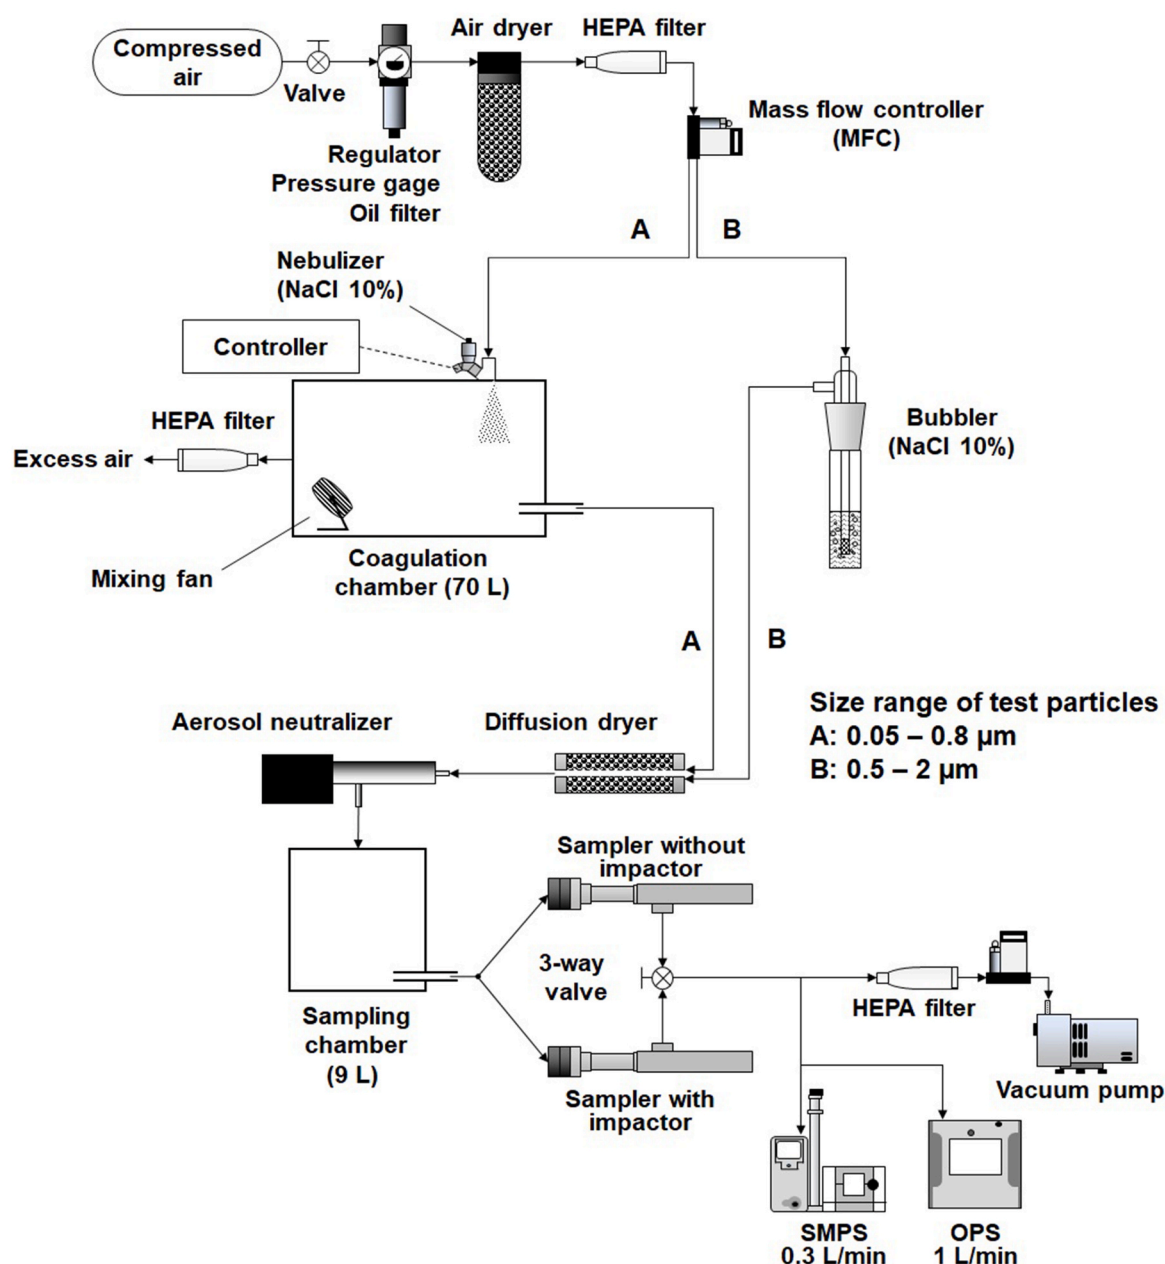 Compressed
air
Valve
Regulator
Pressure gage
Oil filter
Air dryer
HEPA filter
Mass flow controller
(MFC)
A
B
Nebulizer
(NaCl 10%)
Controller
HEPA filter
Excess air
Mixing fan
Coagulation
chamber (70 L)
Bubbler
(NaCl 10%)
A
B
Size range of test particles
A: 0.05 – 0.8 µm
B: 0.5 – 2 µm
Aerosol neutralizer
Diffusion dryer
Sampling
chamber
(9 L)
Sampler without
impactor
3-way
valve
Sampler with
impactor
HEPA filter
Vacuum pump
SMPS
0.3 L/min
OPS
1 L/min